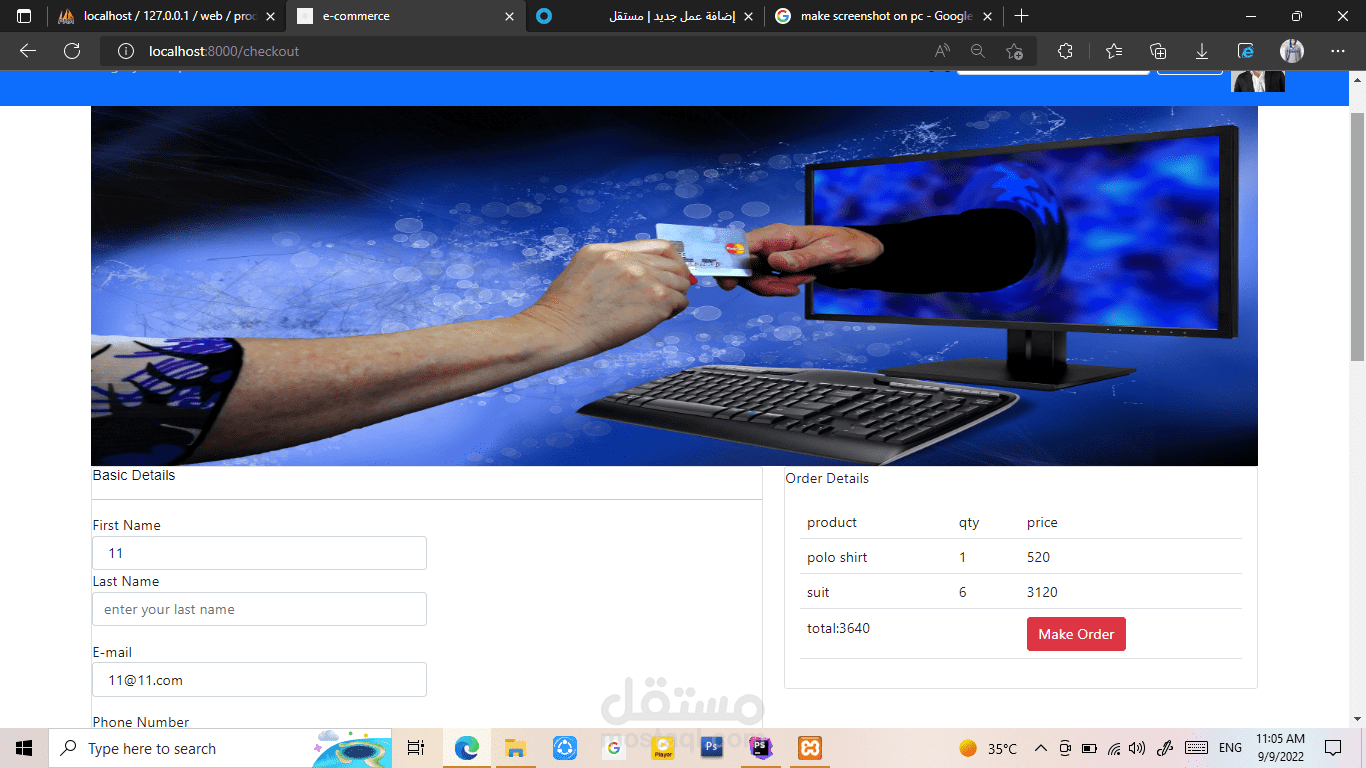 localhost / 127.0.0.1 / web / prod
e-commerce
إضافة عمل جديد | مستقل
make screenshot on pc - Google
localhost:8000/checkout
Basic Details
First Name
11
Last Name
enter your last name
E-mail
11@11.com
Phone Number
Order Details
product qty price
polo shirt 1 520
suit 6 3120
total:3640
Make Order
مستقل
mostaql.com
Type here to search
35°C
ENG
11:05 AM
9/9/2022